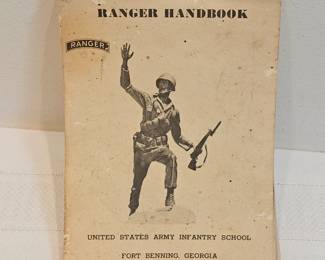 RANGER HANDBOOK
RANGER
UNITED STATES ARMY INFANTRY SCHOOL
FORT BENNING, GEORGIA